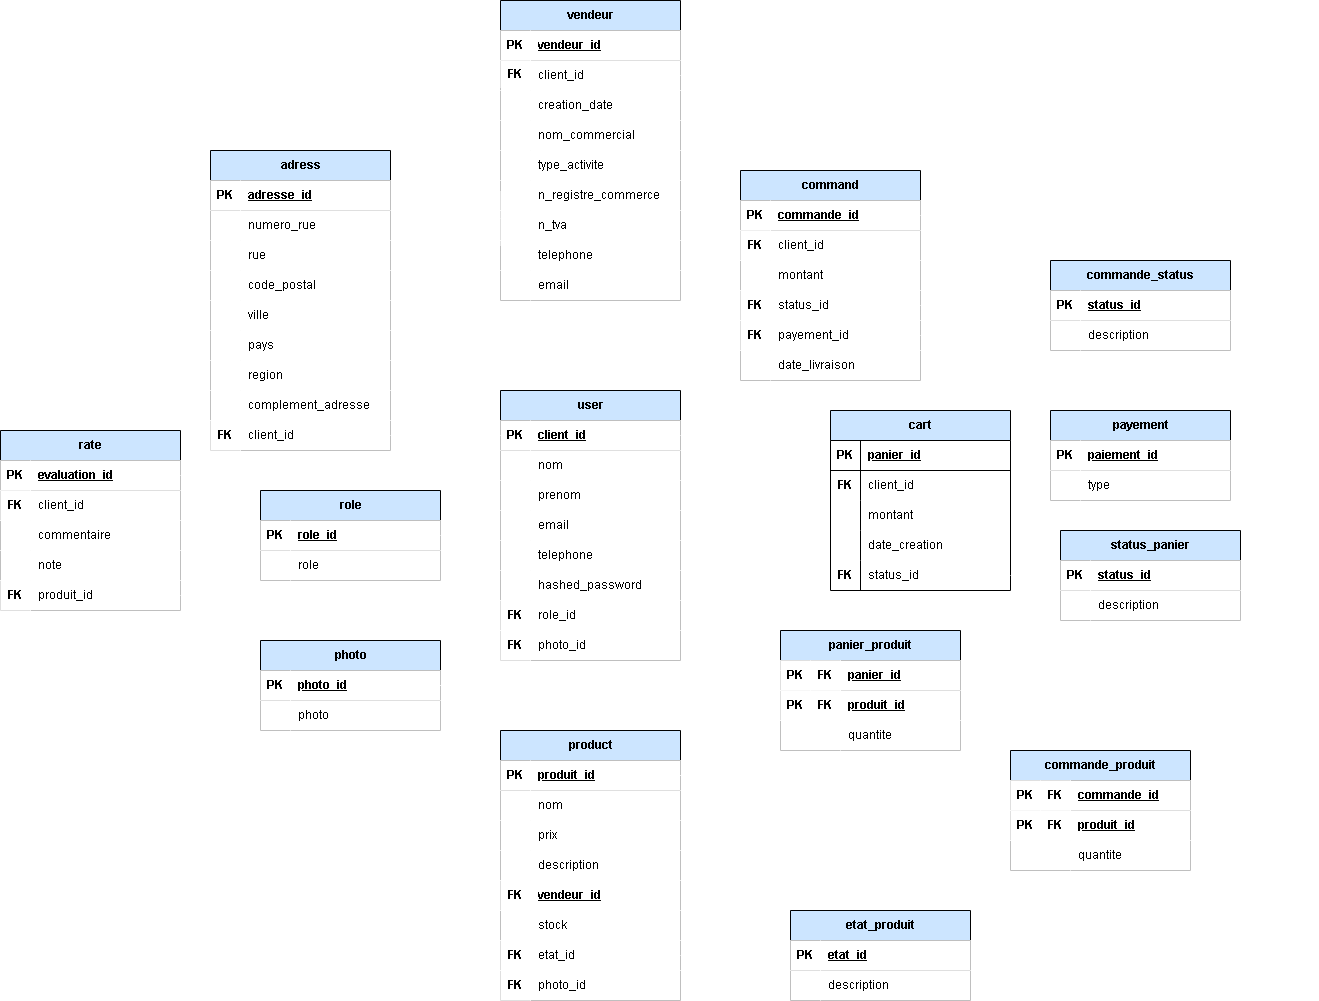 vendeur
PK vendeur_id
FK client_id
creation_date
nom_commercial
type_activite
n_registre_commerce
n_tva
telephone
email
adress
PK adresse_id
numero_rue
rue
code_postal
ville
pays
region
complement_adresse
FK client_id
command
PK commande_id
FK client_id
montant
FK status_id
FK payement_id
date_livraison
commande_status
PK status_id
description
rate
PK evaluation_id
FK client_id
commentaire
note
FK produit_id
role
PK role_id
role
user
PK client_id
nom
prenom
email
telephone
hashed_password
FK role_id
FK photo_id
cart
PK panier_id
FK client_id
montant
date_creation
FK status_id
payement
PK paiement_id
type
status_panier
PK status_id
description
photo
PK photo_id
photo
panier_produit
PK FK panier_id
PK FK produit_id
quantite
product
PK produit_id
nom
prix
description
FK vendeur_id
stock
FK etat_id
FK photo_id
commande_produit
PK FK commande_id
PK FK produit_id
quantite
etat_produit
PK etat_id
description